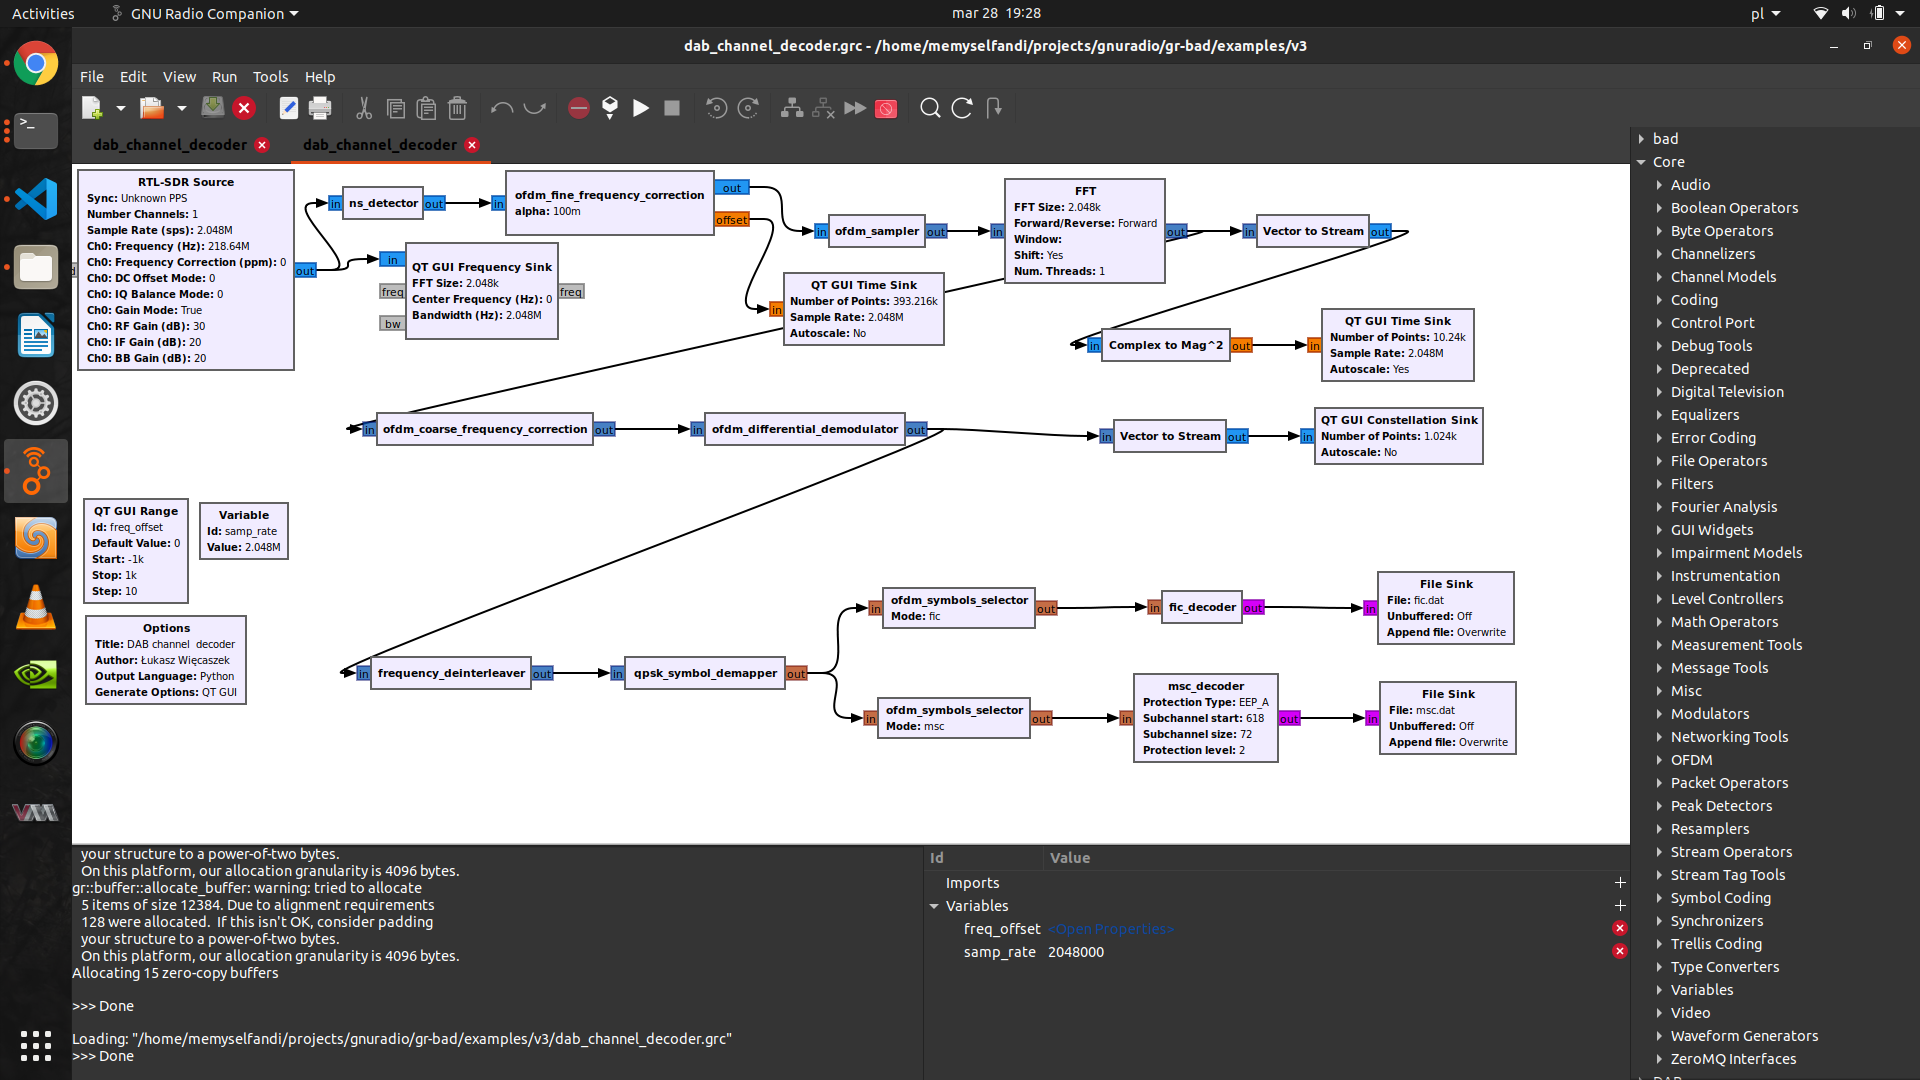 Activities
GNU Radio Companion
mar 28 19:28
pl
dab_channel_decoder.grc - /home/memyselfandi/projects/gnuradio/gr-bad/examples/v3
File Edit View Run Tools Help
dab_channel_decoder
dab_channel_decoder
RTL-SDR Source
Sync: Unknown PPS
Number Channels: 1
Sample Rate (sps): 2.048M
Ch0: Frequency (Hz): 218.64M
Ch0: Frequency Correction (ppm): 0
Ch0: DC Offset Mode: 0
Ch0: IQ Balance Mode: 0
Ch0: Gain Mode: True
Ch0: RF Gain (dB): 30
Ch0: IF Gain (dB): 20
Ch0: BB Gain (dB): 20
out
in
ns_detector
out
in
QT GUI Frequency Sink
FFT Size: 2.048k
Center Frequency (Hz): 0
Bandwidth (Hz): 2.048M
freq
bw
freq
in
ofdm_fine_frequency_correction
alpha: 100m
out
offset
in
ofdm_sampler
out
in
QT GUI Time Sink
Number of Points: 393.216k
Sample Rate: 2.048M
Autoscale: No
in
FFT
FFT Size: 2.048k
Forward/Reverse: Forward
Window:
Shift: Yes
Num. Threads: 1
out
in
Vector to Stream
out
in
Complex to Mag^2
out
in
QT GUI Time Sink
Number of Points: 10.24k
Sample Rate: 2.048M
Autoscale: Yes
in
ofdm_coarse_frequency_correction
out
in
ofdm_differential_demodulator
out
in
Vector to Stream
out
in
QT GUI Constellation Sink
Number of Points: 1.024k
Autoscale: No
QT GUI Range
Id: freq_offset
Default Value: 0
Start: -1k
Stop: 1k
Step: 10
Variable
Id: samp_rate
Value: 2.048M
Options
Title: DAB channel decoder
Author: Łukasz Więcaszek
Output Language: Python
Generate Options: QT GUI
in
frequency_deinterleaver
out
in
qpsk_symbol_demapper
out
in
ofdm_symbols_selector
Mode: fic
out
in
fic_decoder
out
in
File Sink
File: fic.dat
Unbuffered: Off
Append file: Overwrite
in
ofdm_symbols_selector
Mode: msc
out
in
msc_decoder
Protection Type: EEP_A
Subchannel start: 618
Subchannel size: 72
Protection level: 2
out
in
File Sink
File: msc.dat
Unbuffered: Off
Append file: Overwrite
your structure to a power-of-two bytes.
On this platform, our allocation granularity is 4096 bytes.
gr::buffer::allocate_buffer: warning: tried to allocate
5 items of size 12384. Due to alignment requirements
128 were allocated. If this isn't OK, consider padding
your structure to a power-of-two bytes.
On this platform, our allocation granularity is 4096 bytes.
Allocating 15 zero-copy buffers
>>> Done
Loading: "/home/memyselfandi/projects/gnuradio/gr-bad/examples/v3/dab_channel_decoder.grc"
>>> Done
Id Value
Imports
Variables
freq_offset <Open Properties>
samp_rate 2048000
bad
Core
Audio
Boolean Operators
Byte Operators
Channelizers
Channel Models
Coding
Control Port
Debug Tools
Deprecated
Digital Television
Equalizers
Error Coding
File Operators
Filters
Fourier Analysis
GUI Widgets
Impairment Models
Instrumentation
Level Controllers
Math Operators
Measurement Tools
Message Tools
Misc
Modulators
Networking Tools
OFDM
Packet Operators
Peak Detectors
Resamplers
Stream Operators
Stream Tag Tools
Symbol Coding
Synchronizers
Trellis Coding
Type Converters
Variables
Video
Waveform Generators
ZeroMQ Interfaces